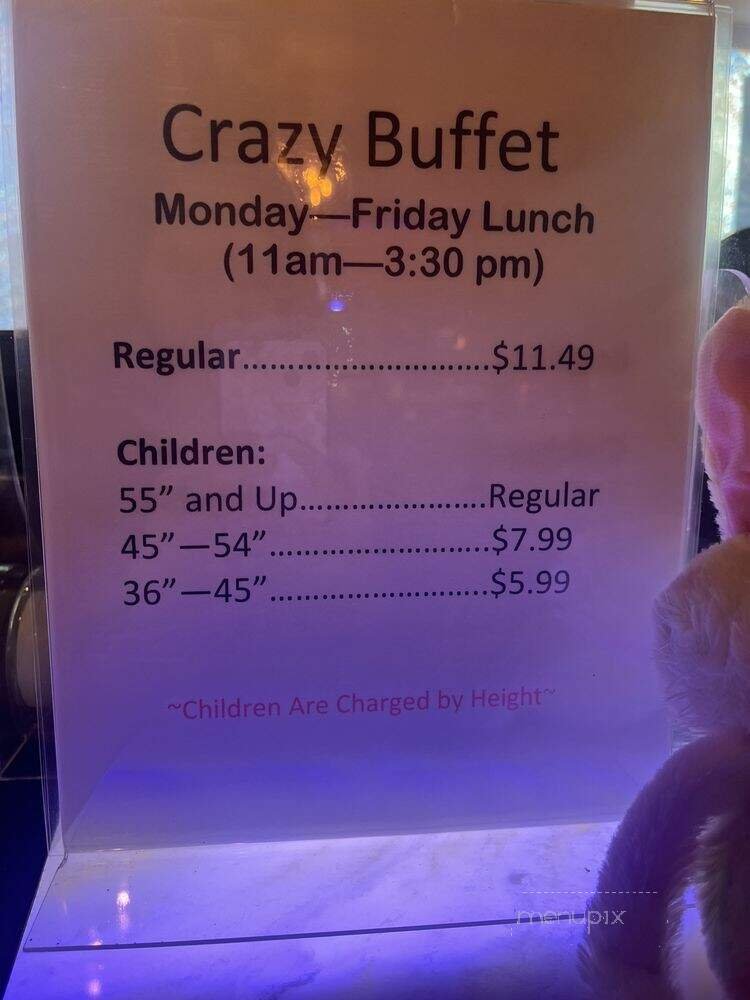 Crazy Buffet
Monday—Friday Lunch
(11am—3:30 pm)
Regular............................$11.49
Children:
55” and Up.....................Regular
45”—54”.........................$7.99
36”—45”.........................$5.99
~Children Are Charged by Height~
menupix